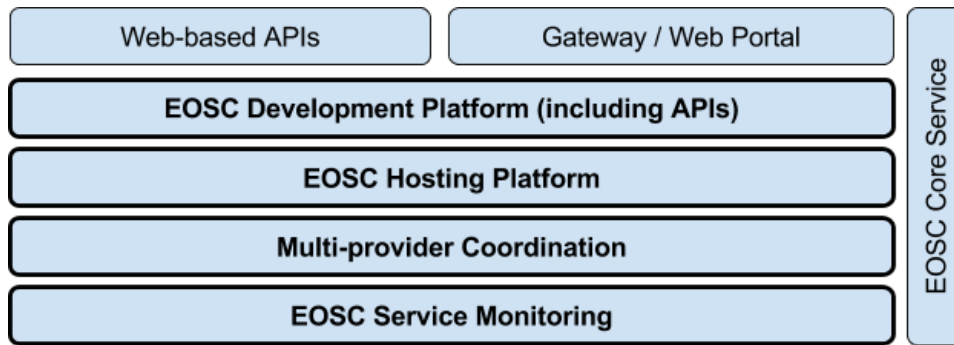 Web-based APIs
Gateway / Web Portal
EOSC Development Platform (including APIs)
EOSC Hosting Platform
Multi-provider Coordination
EOSC Service Monitoring
EOSC Core Service